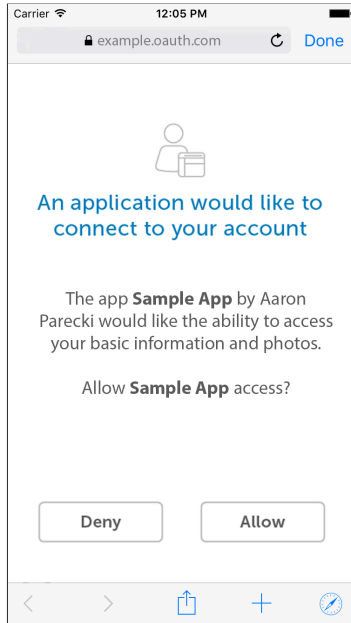 Carrier 12:05 PM
example.oauth.com Done
An application would like to
connect to your account
The app Sample App by Aaron
Parecki would like the ability to access
your basic information and photos.
Allow Sample App access?
Deny Allow